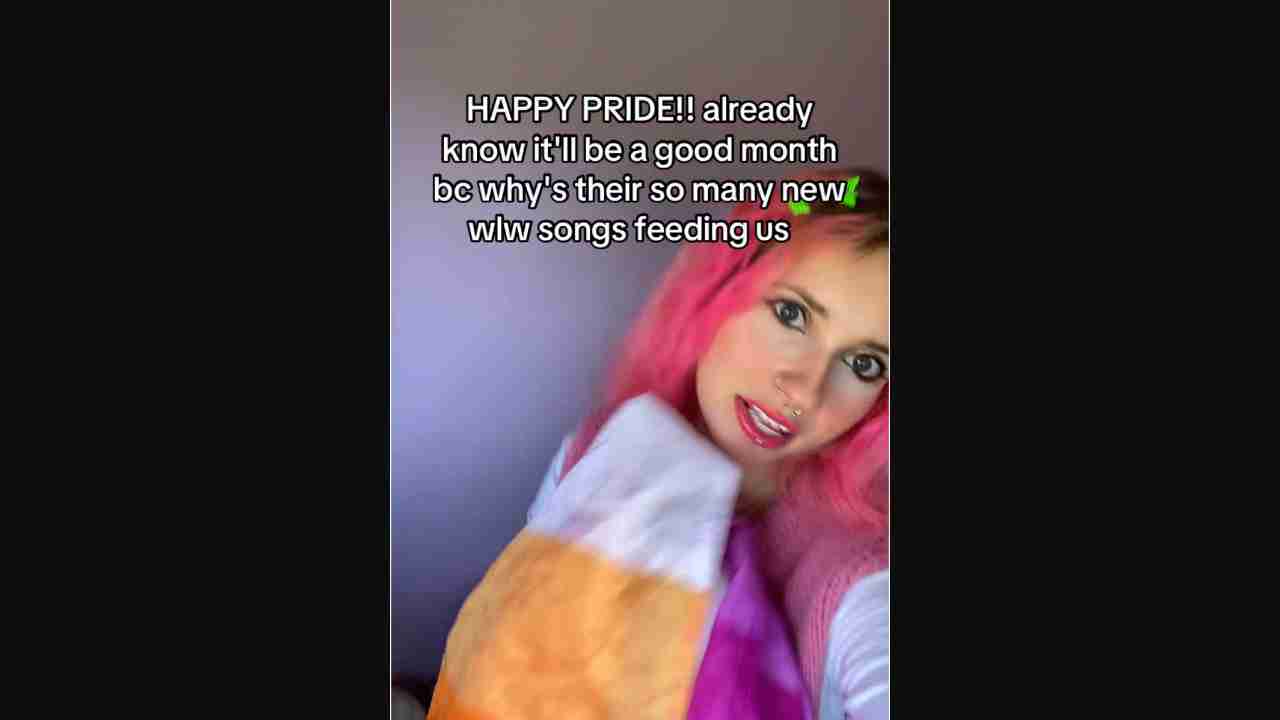 HAPPY PRIDE!! already
know it'll be a good month
bc why's their so many new
wlw songs feeding us